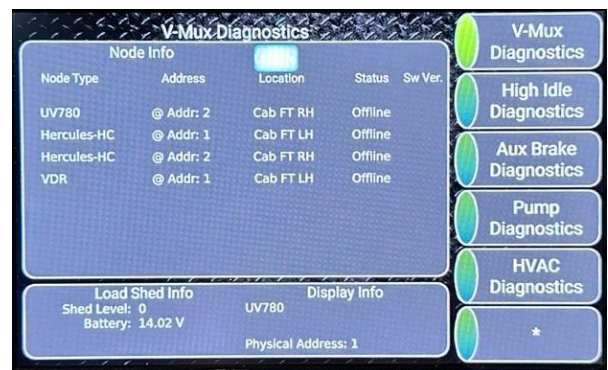 V-Mux Diagnostics
Node Info
Node Type Address Location Status Sw Ver.
UV780 @ Addr: 2 Cab FT RH Offline
Hercules-HC @ Addr: 1 Cab FT LH Offline
Hercules-HC @ Addr: 2 Cab FT RH Offline
VDR @ Addr: 1 Cab FT LH Offline
Load Shed Info
Shed Level: 0
Battery: 14.02 V
Display Info
UV780
Physical Address: 1
V-Mux
Diagnostics
High Idle
Diagnostics
Aux Brake
Diagnostics
Pump
Diagnostics
HVAC
Diagnostics
*